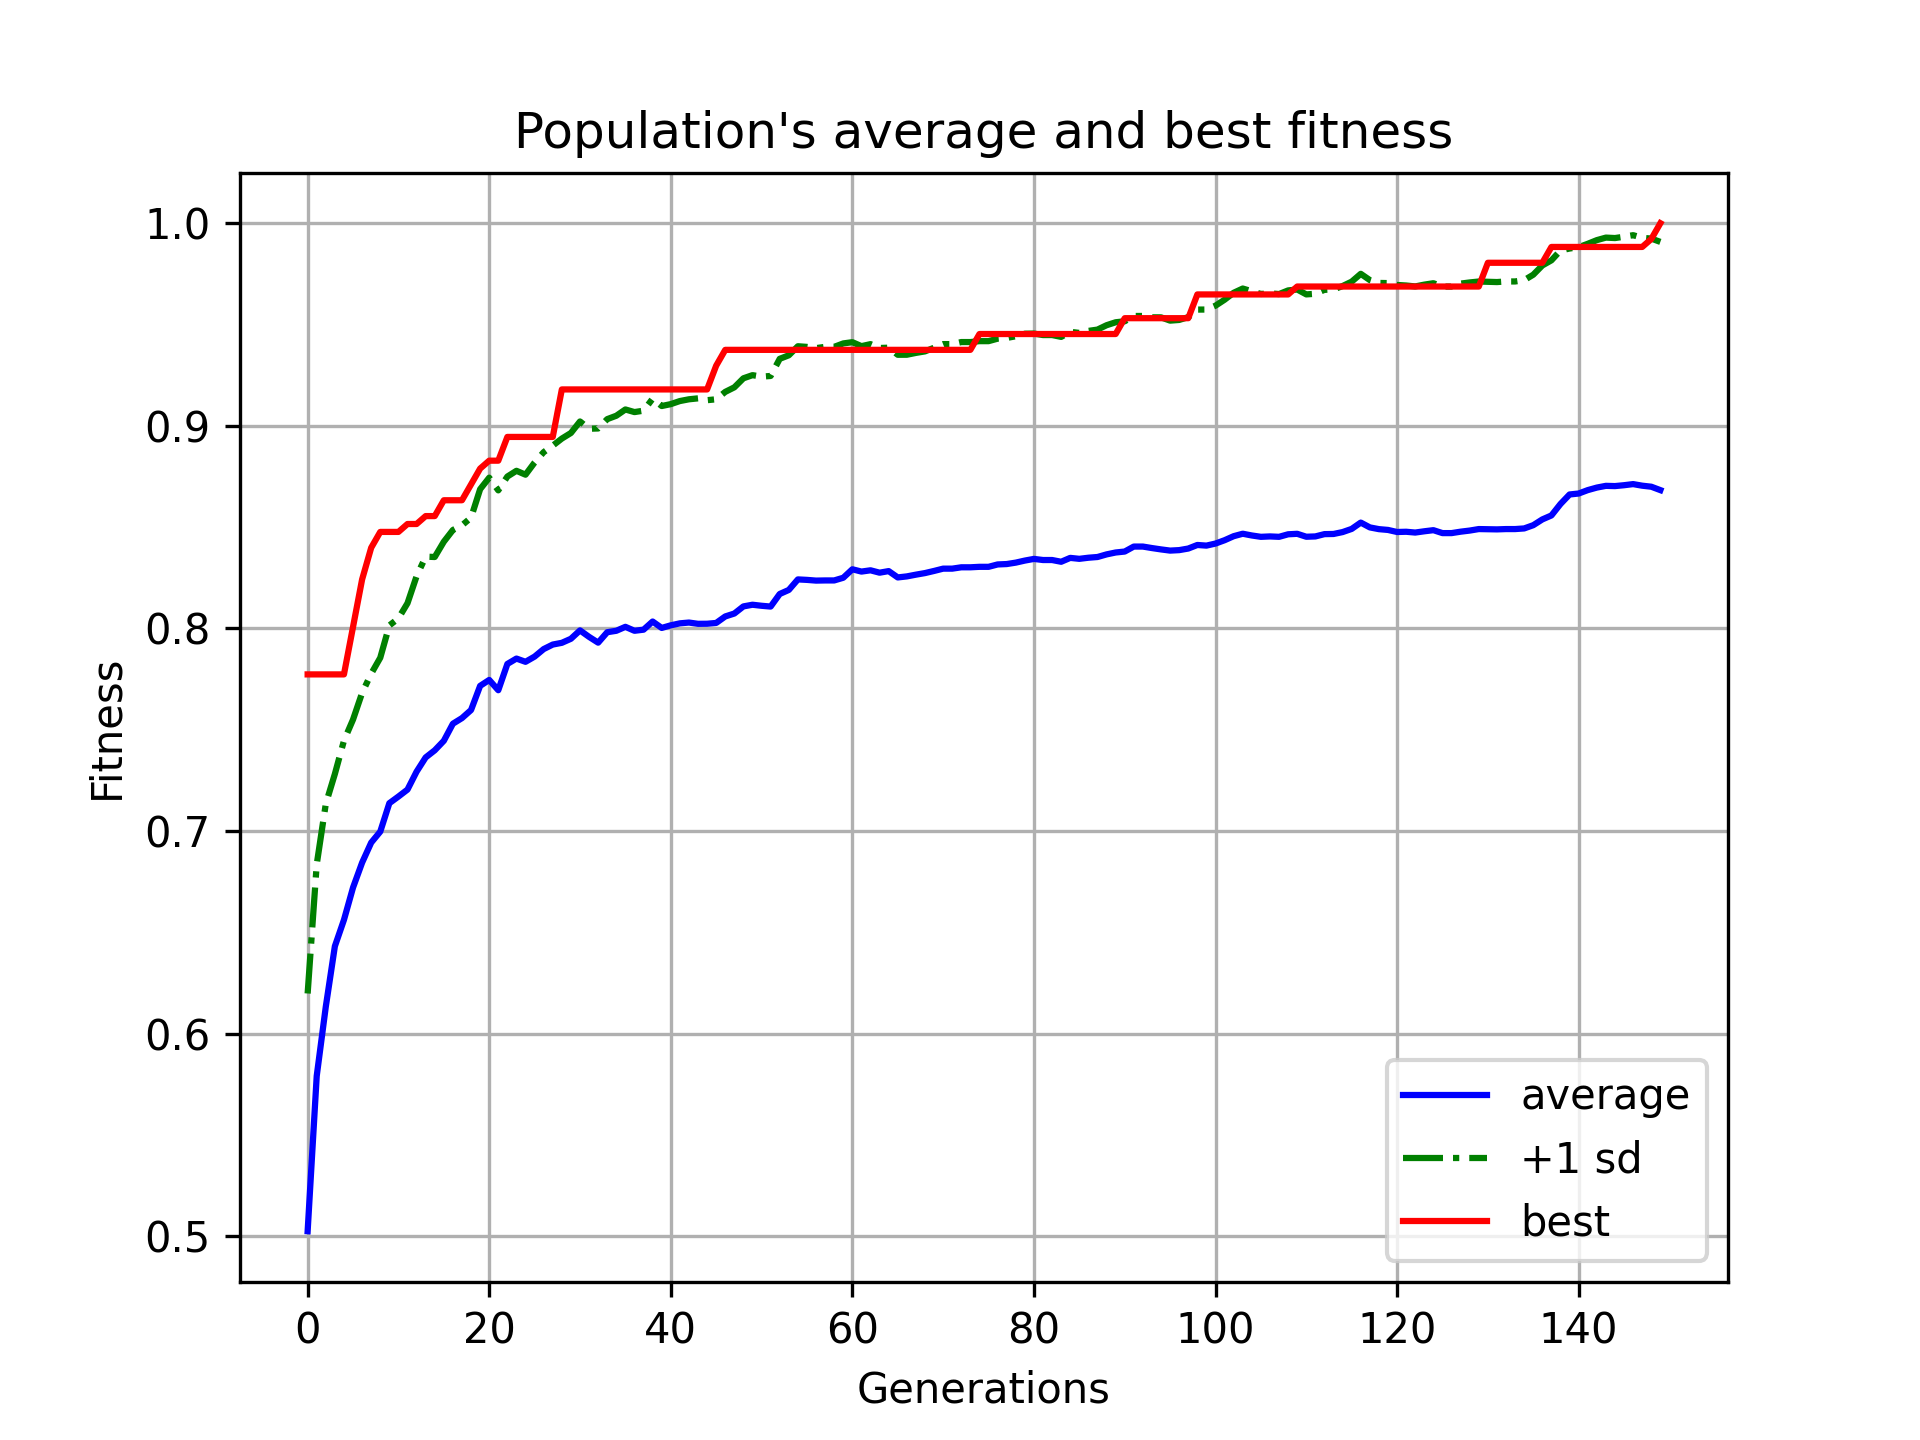 Population's average and best fitness
1.0
0.9
0.8
0.7
0.6
0.5
Fitness
0 20 40 60 80 100 120 140
Generations
average
+1 sd
best